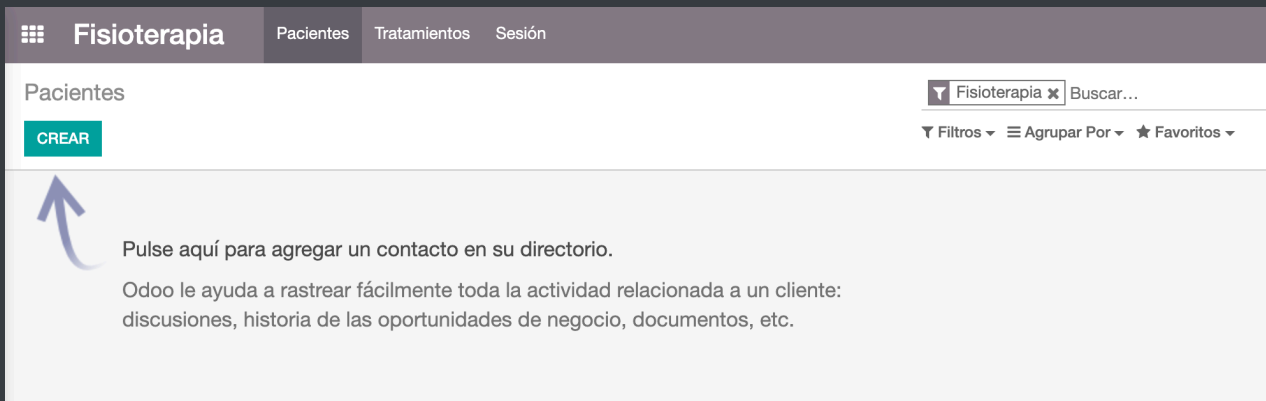 Fisioterapia Pacientes Tratamientos Sesión
Pacientes
Fisioterapia Buscar...
CREAR
Filtros Agrupar Por Favoritos
Pulse aquí para agregar un contacto en su directorio.
Odoo le ayuda a rastrear fácilmente toda la actividad relacionada a un cliente:
discusiones, historia de las oportunidades de negocio, documentos, etc.